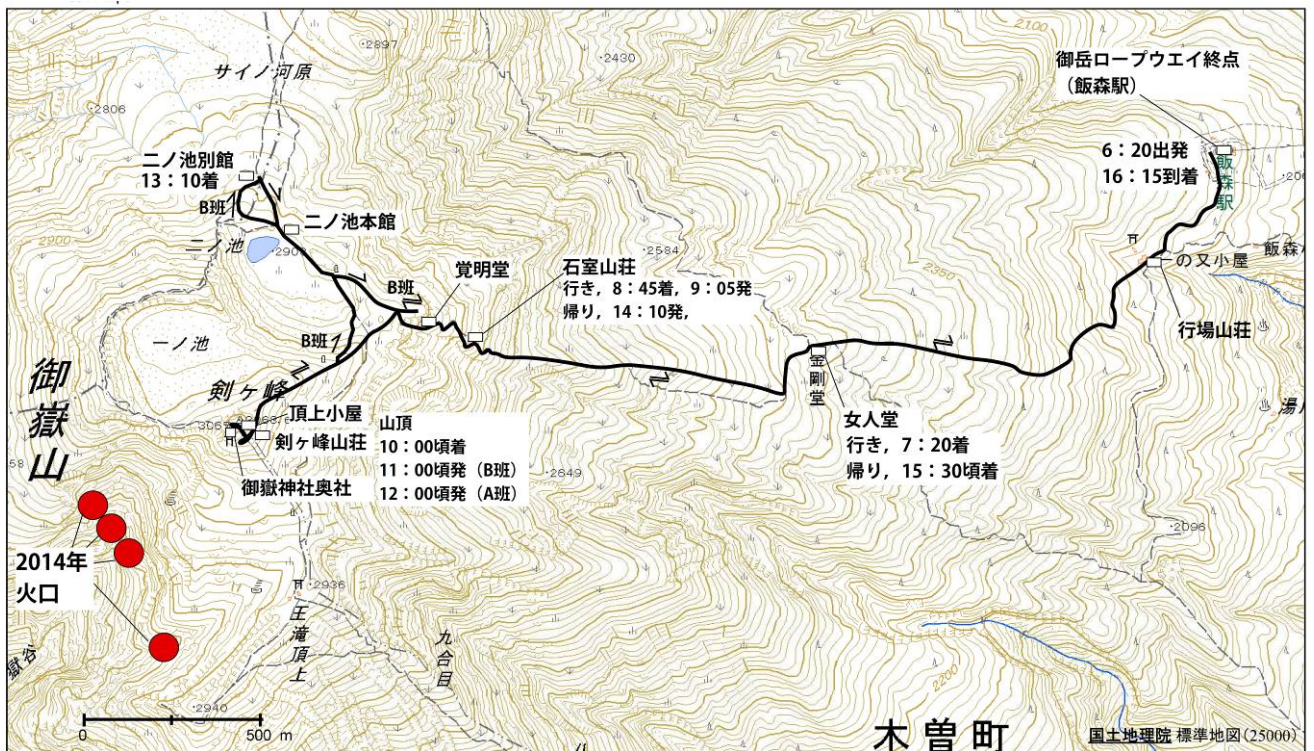 ・2897
サイノ河原
・2806
・2430
2100
御岳ロープウエイ終点
(飯森駅)
6：20出発
16：15到着
飯森駅
二ノ池別館
13：10着
B班
二ノ池本館
2900
二ノ池
・290
覚明堂
石室山荘
行き，8：45着，9：05発
帰り，14：10発，
・2584
2350
B班
一の又小屋
飯森
行場山荘
一ノ池
B班
金剛堂
女人堂
行き，7：20着
帰り，15：30頃着
御嶽山
剣ヶ峰
頂上小屋
剣ヶ峰山荘
御嶽神社奥社
山頂
10：00頃着
11：00頃発（B班）
12：00頃発（A班）
・2649
・2096
2014年
火口
・2936
王滝頂上
九合目
2200
・2940
0
500 m
木曽町
国土地理院 標準地図(25000)